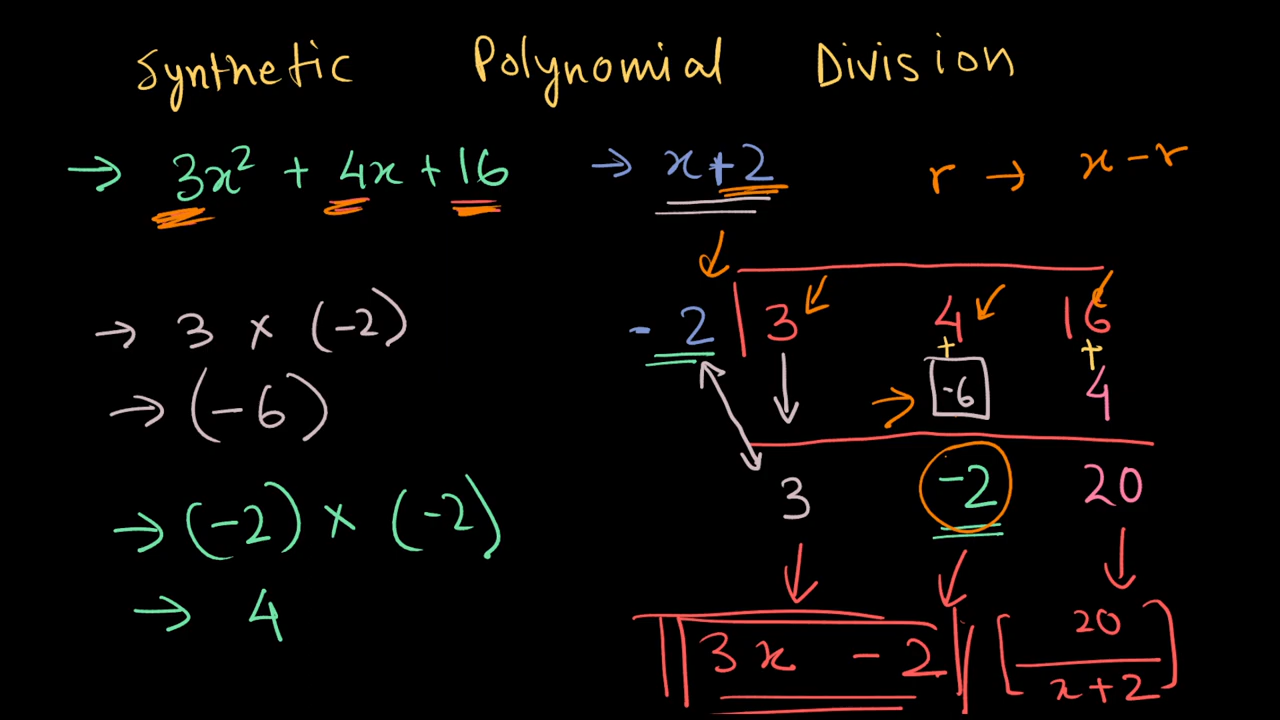 Synthetic Polynomial Division
→ 3x² + 4x + 16 → x + 2 r → x - r
→ 3 × (-2)
→ (-6)
→ (-2) × (-2)
→ 4
-2 | 3 4 16
+ +
→ -6 4
3 -2 20
3x - 2 [20
x + 2]